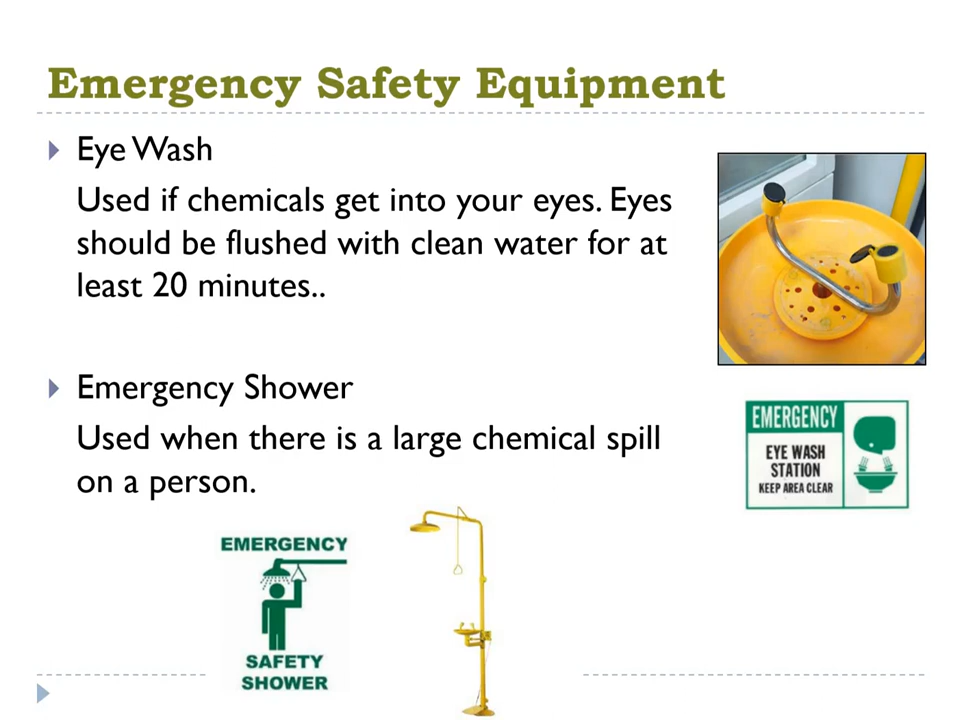 Emergency Safety Equipment
Eye Wash
Used if chemicals get into your eyes. Eyes
should be flushed with clean water for at
least 20 minutes..
Emergency Shower
Used when there is a large chemical spill
on a person.
EMERGENCY
EYE WASH
STATION
KEEP AREA CLEAR
EMERGENCY
SAFETY
SHOWER